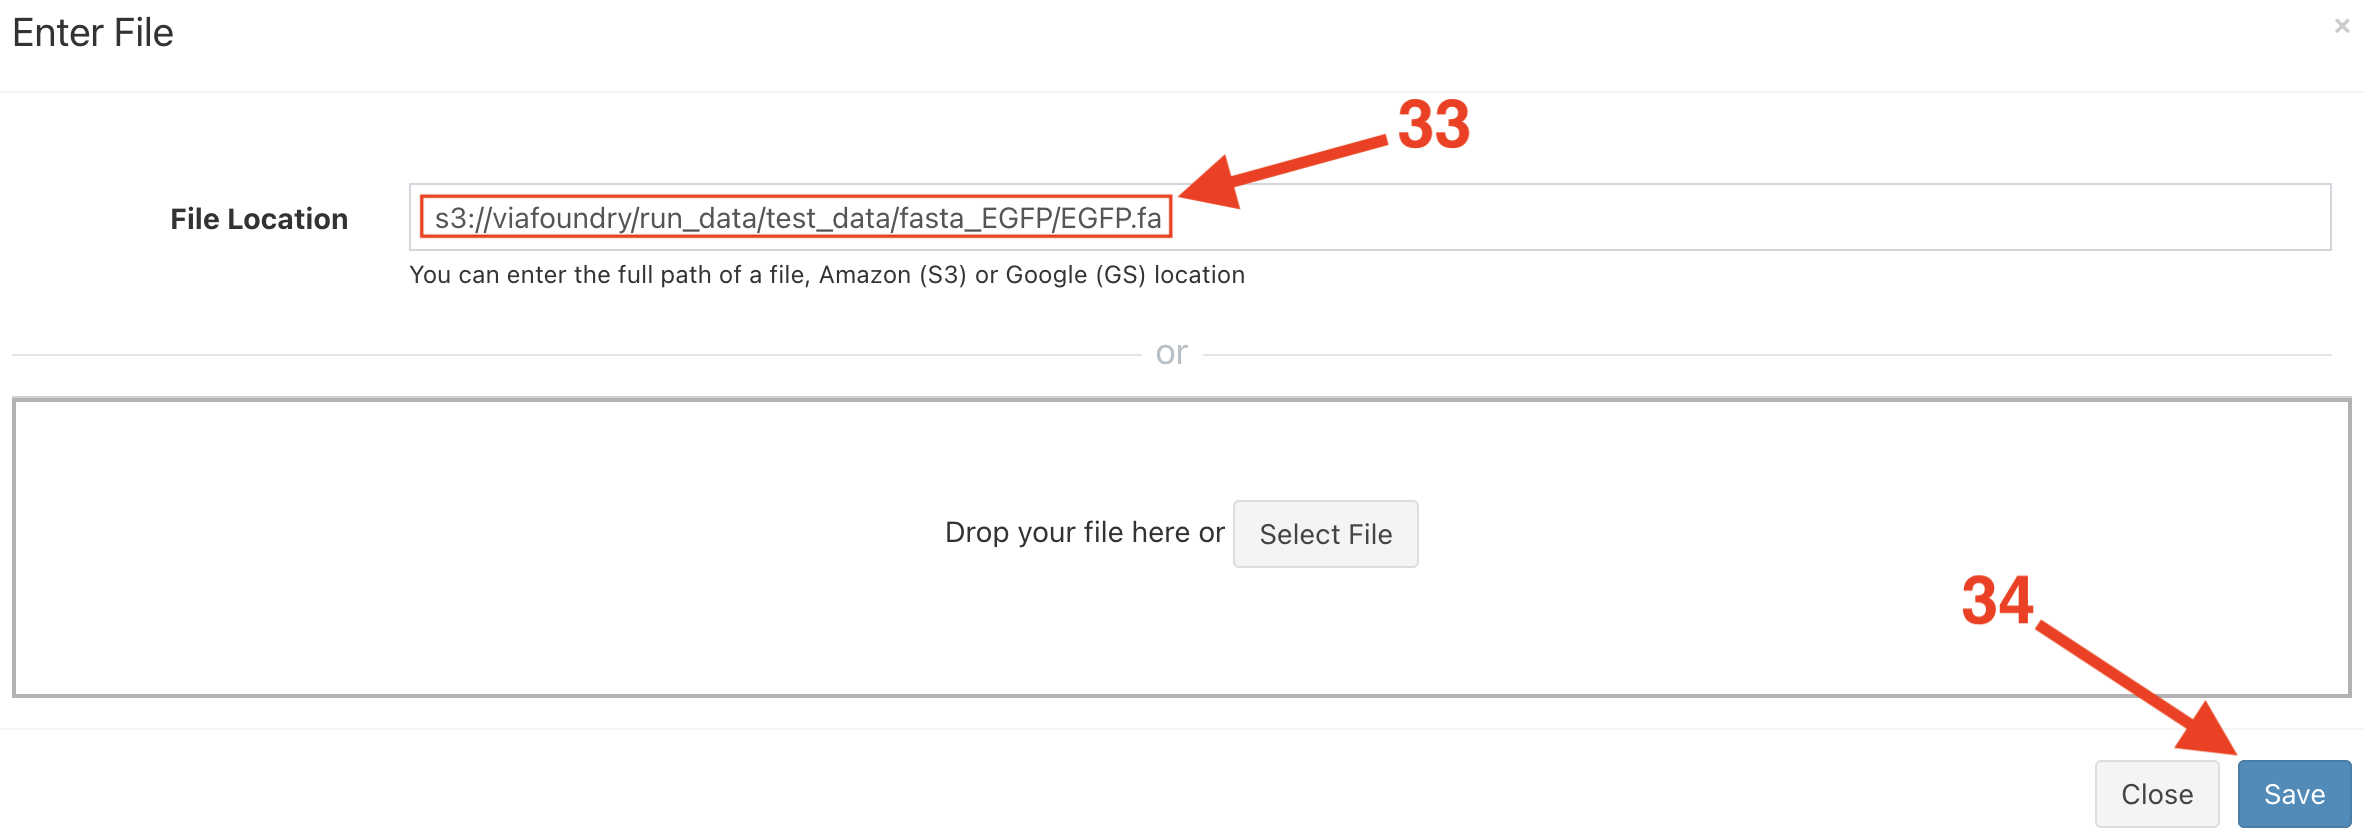 Enter File
×
33
File Location
s3://viafoundry/run_data/test_data/fasta_EGFP/EGFP.fa
You can enter the full path of a file, Amazon (S3) or Google (GS) location
or
Drop your file here or Select File
34
Close Save